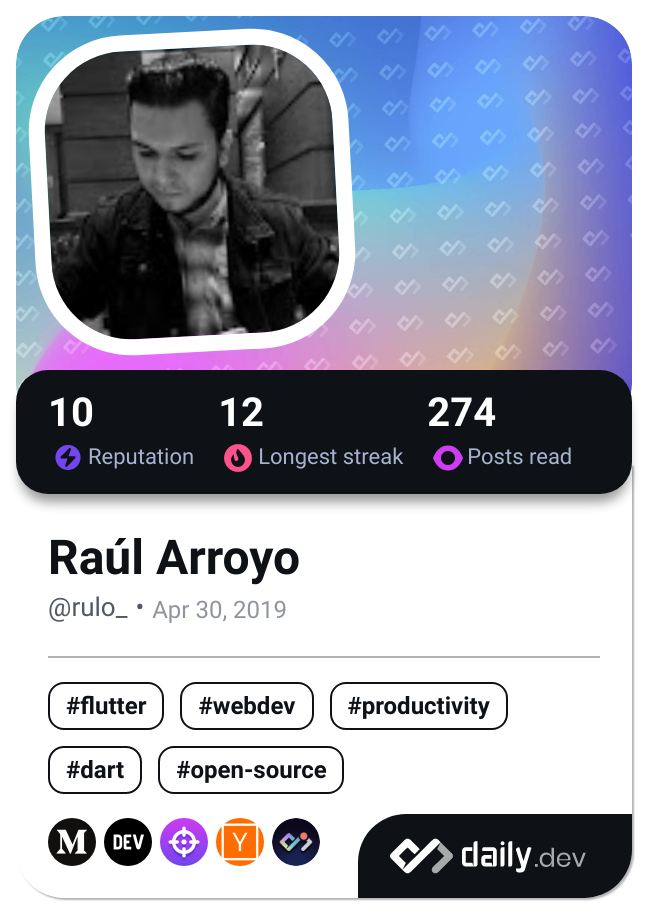 10 12 274
Reputation Longest streak Posts read
Raúl Arroyo
@rulo_ • Apr 30, 2019
#flutter #webdev #productivity
#dart #open-source
M DEV Y
daily.dev